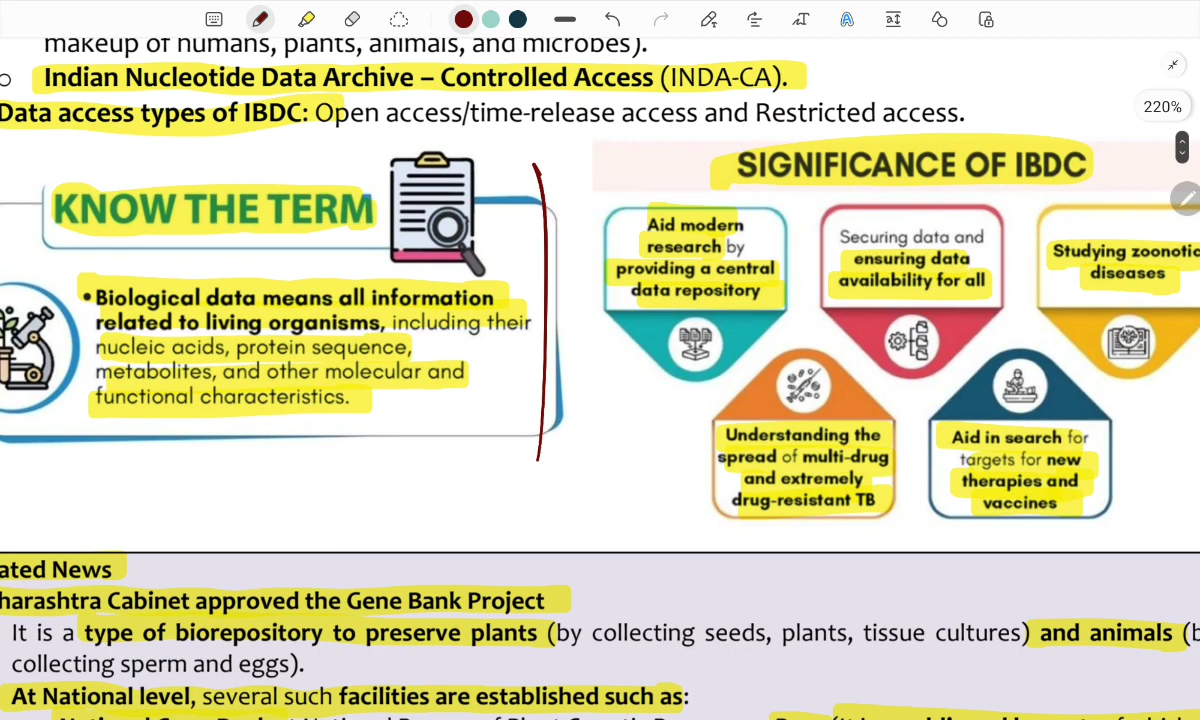 makeup of humans, plants, animals, and microbes).
o Indian Nucleotide Data Archive – Controlled Access (INDA-CA).
Data access types of IBDC: Open access/time-release access and Restricted access.
220%
KNOW THE TERM
• Biological data means all information
related to living organisms, including their
nucleic acids, protein sequence,
metabolites, and other molecular and
functional characteristics.
SIGNIFICANCE OF IBDC
Aid modern
research by
providing a central
data repository
Securing data and
ensuring data
availability for all
Studying zoonotic
diseases
Understanding the
spread of multi-drug
and extremely
drug-resistant TB
Aid in search for
targets for new
therapies and
vaccines
ated News
harashtra Cabinet approved the Gene Bank Project
It is a type of biorepository to preserve plants (by collecting seeds, plants, tissue cultures) and animals (b
collecting sperm and eggs).
At National level, several such facilities are established such as: